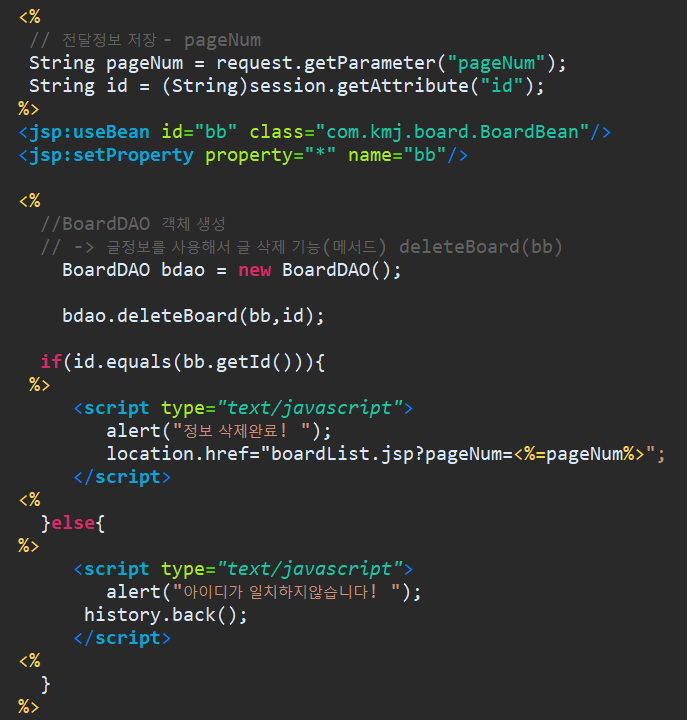 <%
// 전달정보 저장 - pageNum
String pageNum = request.getParameter("pageNum");
String id = (String)session.getAttribute("id");
%>
<jsp:useBean id="bb" class="com.kmj.board.BoardBean"/>
<jsp:setProperty property="*" name="bb"/>
<%
//BoardDAO 객체 생성
// -> 글정보를 사용해서 글 삭제 기능(메서드) deleteBoard(bb)
BoardDAO bdao = new BoardDAO();
bdao.deleteBoard(bb,id);
if(id.equals(bb.getId())){
%>
<script type="text/javascript">
alert("정보 삭제완료! ");
location.href="boardList.jsp?pageNum=<%=pageNum%>";
</script>
<%
}else{
%>
<script type="text/javascript">
alert("아이디가 일치하지않습니다! ");
history.back();
</script>
<%
}
%>